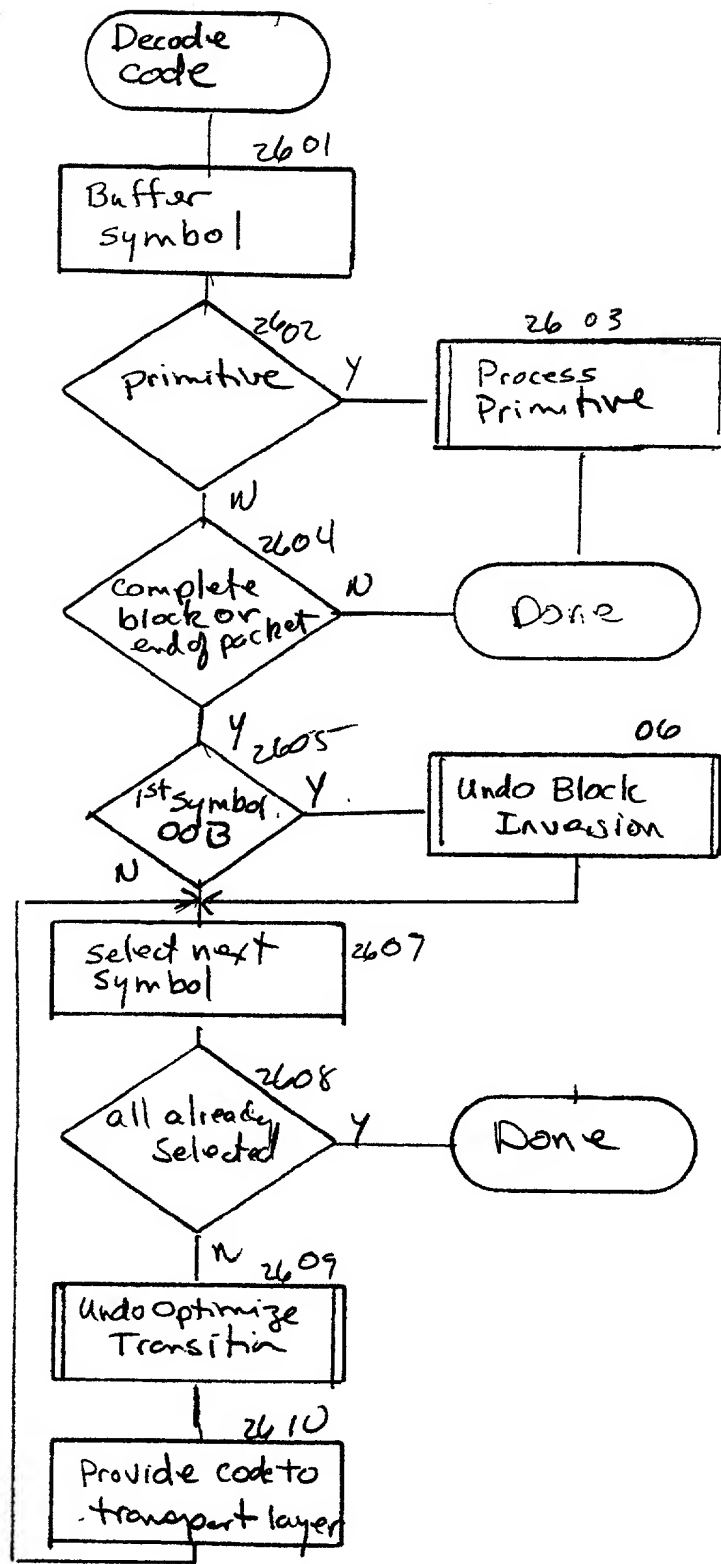 Decode
code
2601
Buffer
symbol
2602
primitive
Y
2603
Process
Primitive
N
2604
complete
block or
end of packet
N
Done
Y
2605
1st Symbol
OOB
Y
06
Undo Block
Inversion
N
select next
symbol
2607
2608
all already
selected
Y
Done
N
2609
Undo Optimize
Transition
2610
Provide code to
transport layer